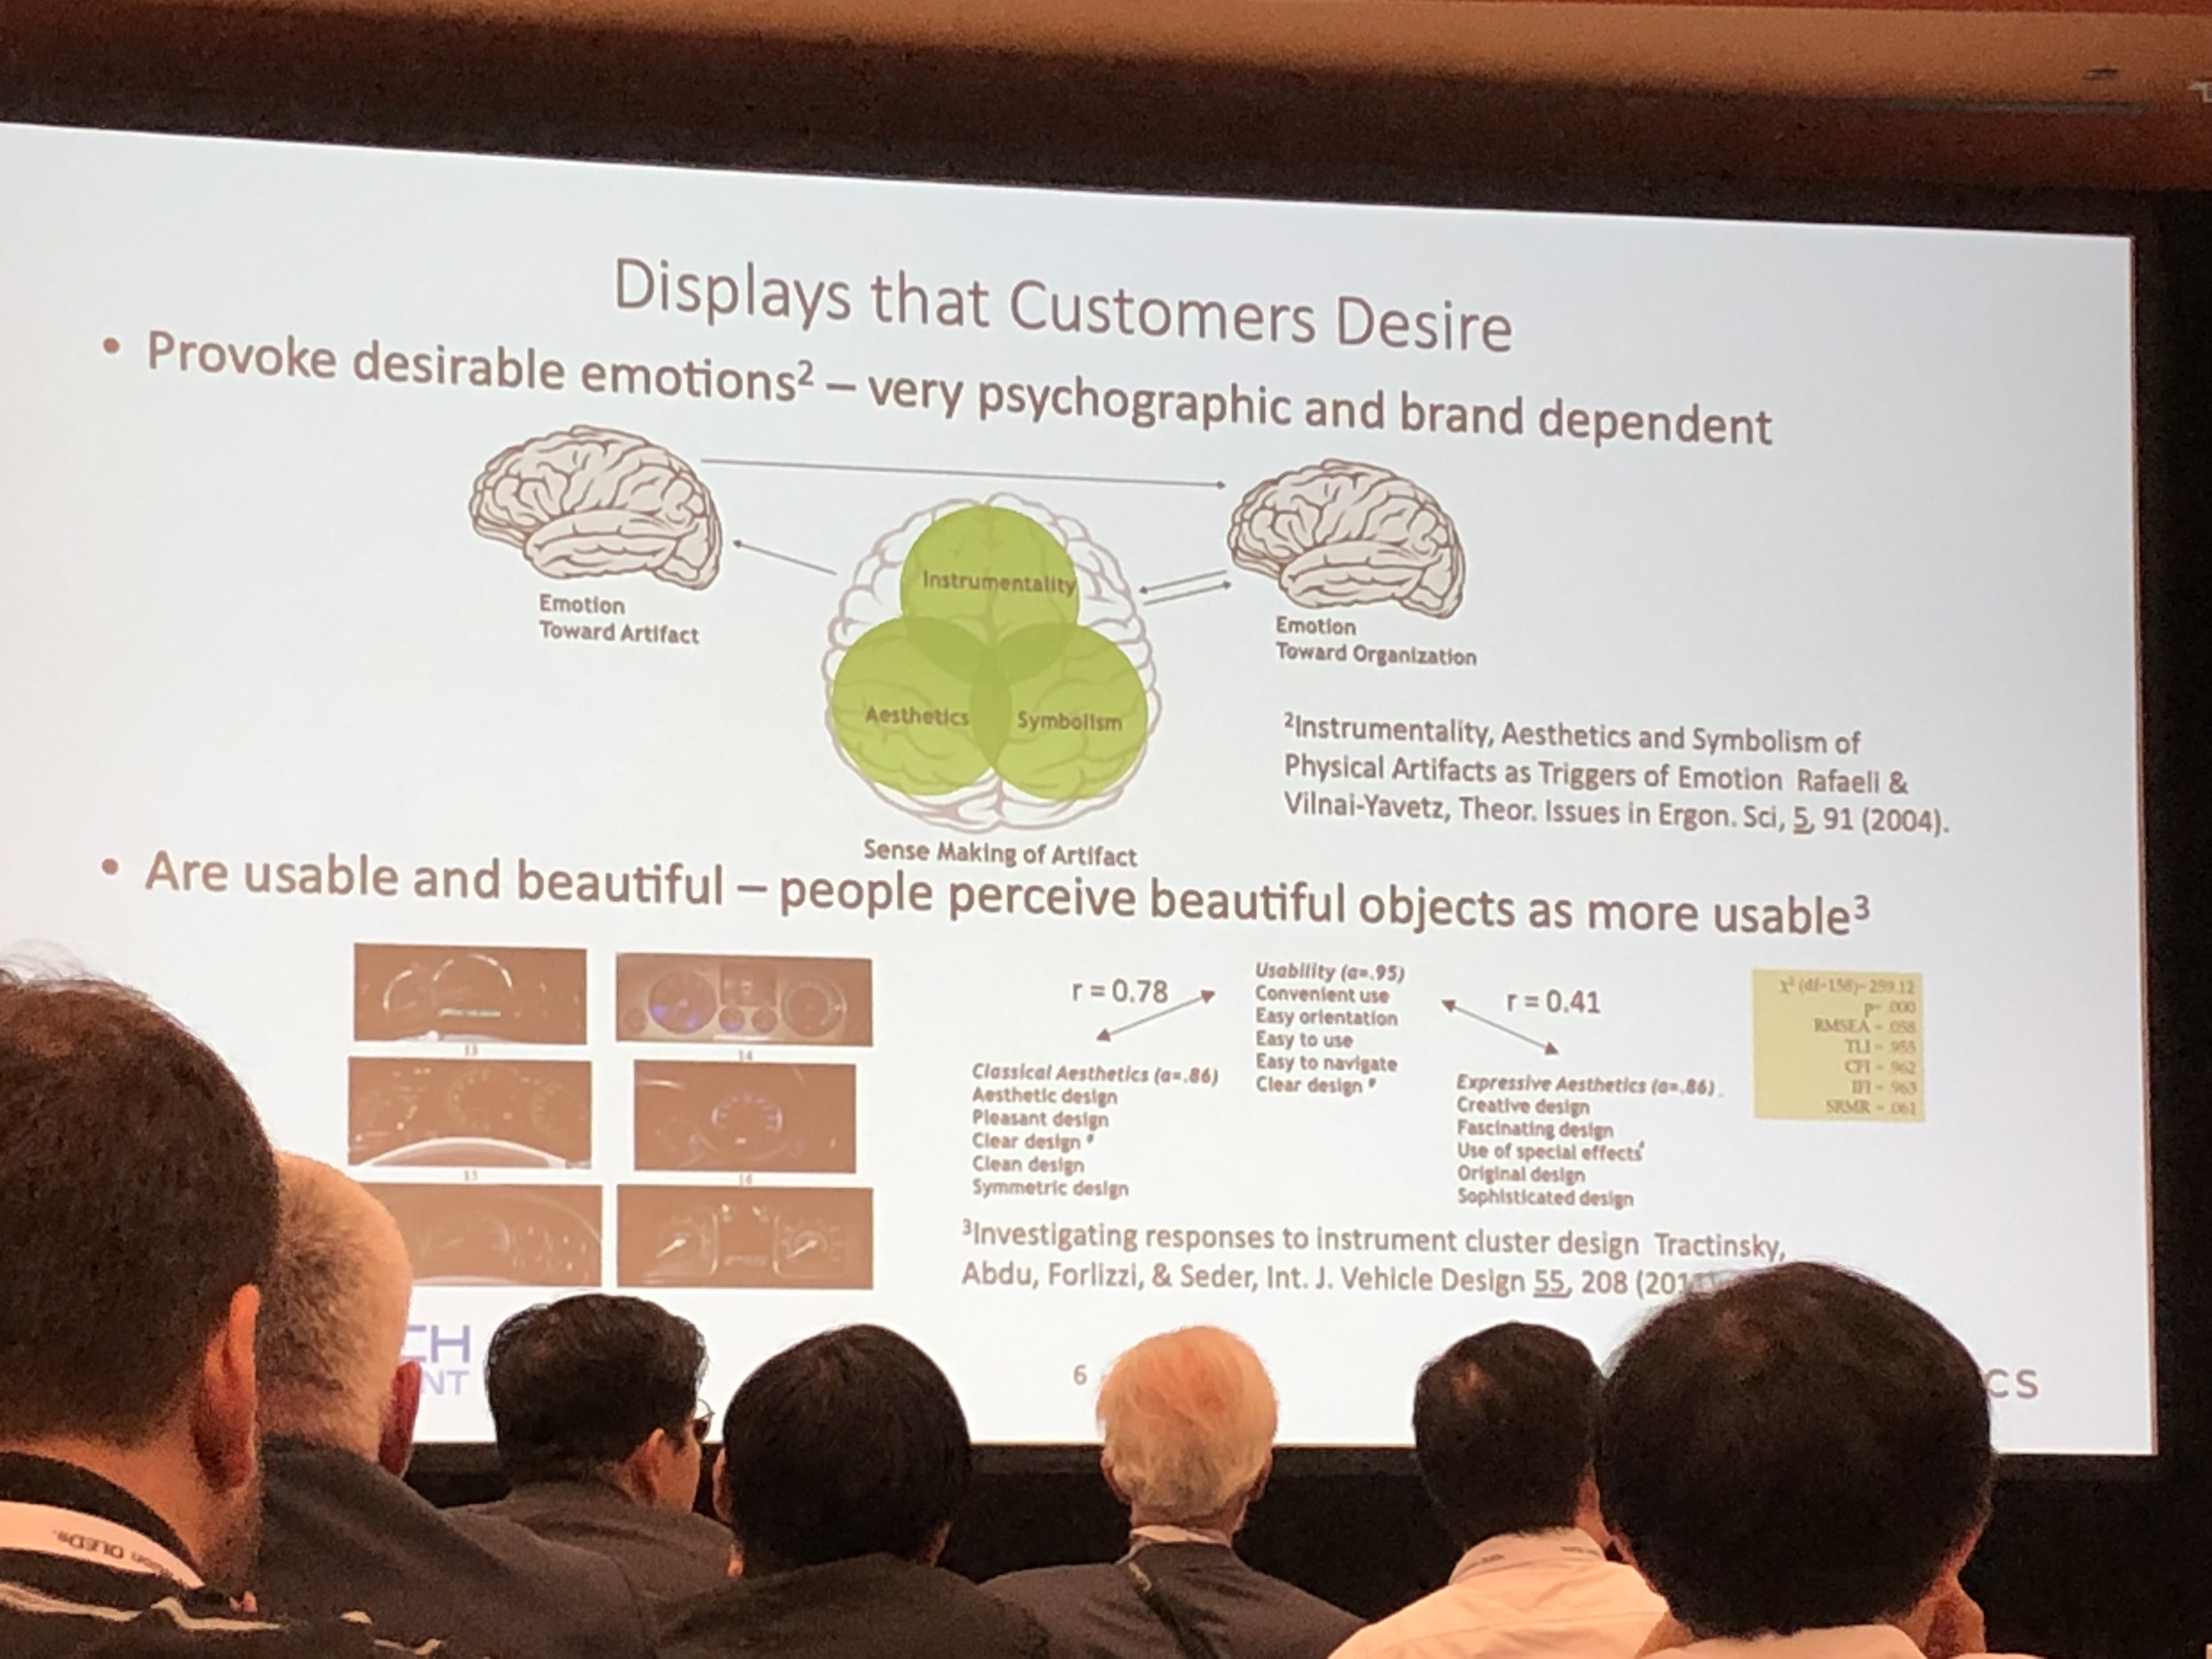 Displays that Customers Desire
• Provoke desirable emotions² – very psychographic and brand dependent
Emotion
Toward Artifact
Instrumentality
Aesthetics
Symbolism
Sense Making of Artifact
Emotion
Toward Organization
²Instrumentality, Aesthetics and Symbolism of
Physical Artifacts as Triggers of Emotion Rafaeli &
Vilnai-Yavetz, Theor. Issues in Ergon. Sci, 5, 91 (2004).
• Are usable and beautiful – people perceive beautiful objects as more usable³
13
14
15
16
r = 0.78
Usability (α=.95)
Convenient use
Easy orientation
Easy to use
Easy to navigate
Clear design
r = 0.41
Classical Aesthetics (α=.86)
Aesthetic design
Pleasant design
Clear design
Clean design
Symmetric design
Expressive Aesthetics (α=.86)
Creative design
Fascinating design
Use of special effects
Original design
Sophisticated design
χ² (df=158)= 259.12
p= .000
RMSEA = .058
TLI = .955
CFI = .962
IFI = .963
SRMR = .061
³Investigating responses to instrument cluster design Tractinsky,
Abdu, Forlizzi, & Seder, Int. J. Vehicle Design 55, 208 (2011)
CH
NT
6
CS
OLEDs.